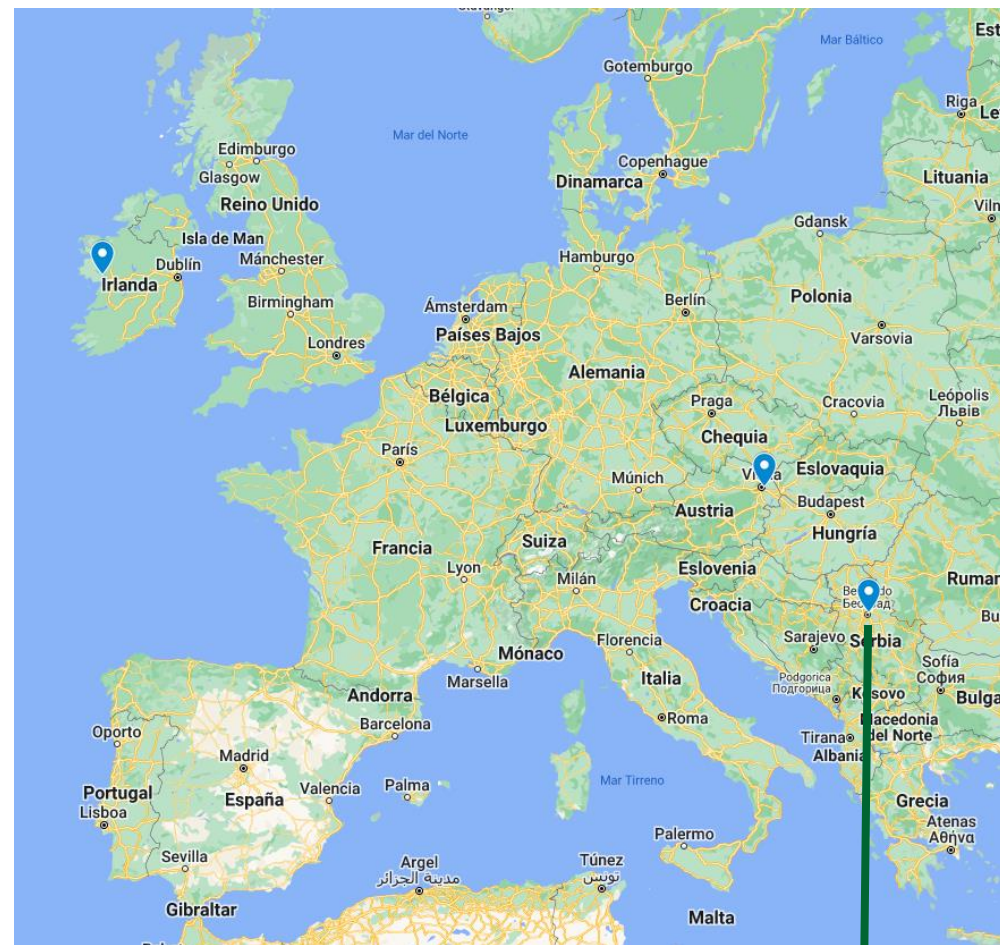 Mar Báltico
Gotemburgo
Riga
Mar del Norte
Edimburgo
Glasgow
Copenhague
Dinamarca
Lituania
Reino Unido
Gdansk
Isla de Man
Dublín
Mánchester
Hamburgo
Irlanda
Birmingham
Ámsterdam
Berlín
Polonia
Países Bajos
Varsovia
Londres
Alemania
Bélgica
Praga
Cracovia
Leópolis
Львів
Luxemburgo
Chequia
París
Múnich
Eslovaquia
Austria
Budapest
Hungría
Francia
Suiza
Lyon
Milán
Eslovenia
Croacia
Florencia
Sarajevo
Serbia
Mónaco
Marsella
Italia
Podgorica
Подгорица
Sofía
София
Andorra
Barcelona
Kosovo
Roma
Oporto
Macedonia
del Norte
Tirana
Albania
Madrid
Palma
Valencia
Mar Tirreno
Portugal
España
Lisboa
Grecia
Atenas
Αθήνα
Palermo
Sevilla
Argel
مدينة الجزائر
Túnez
تونس
Gibraltar
Malta